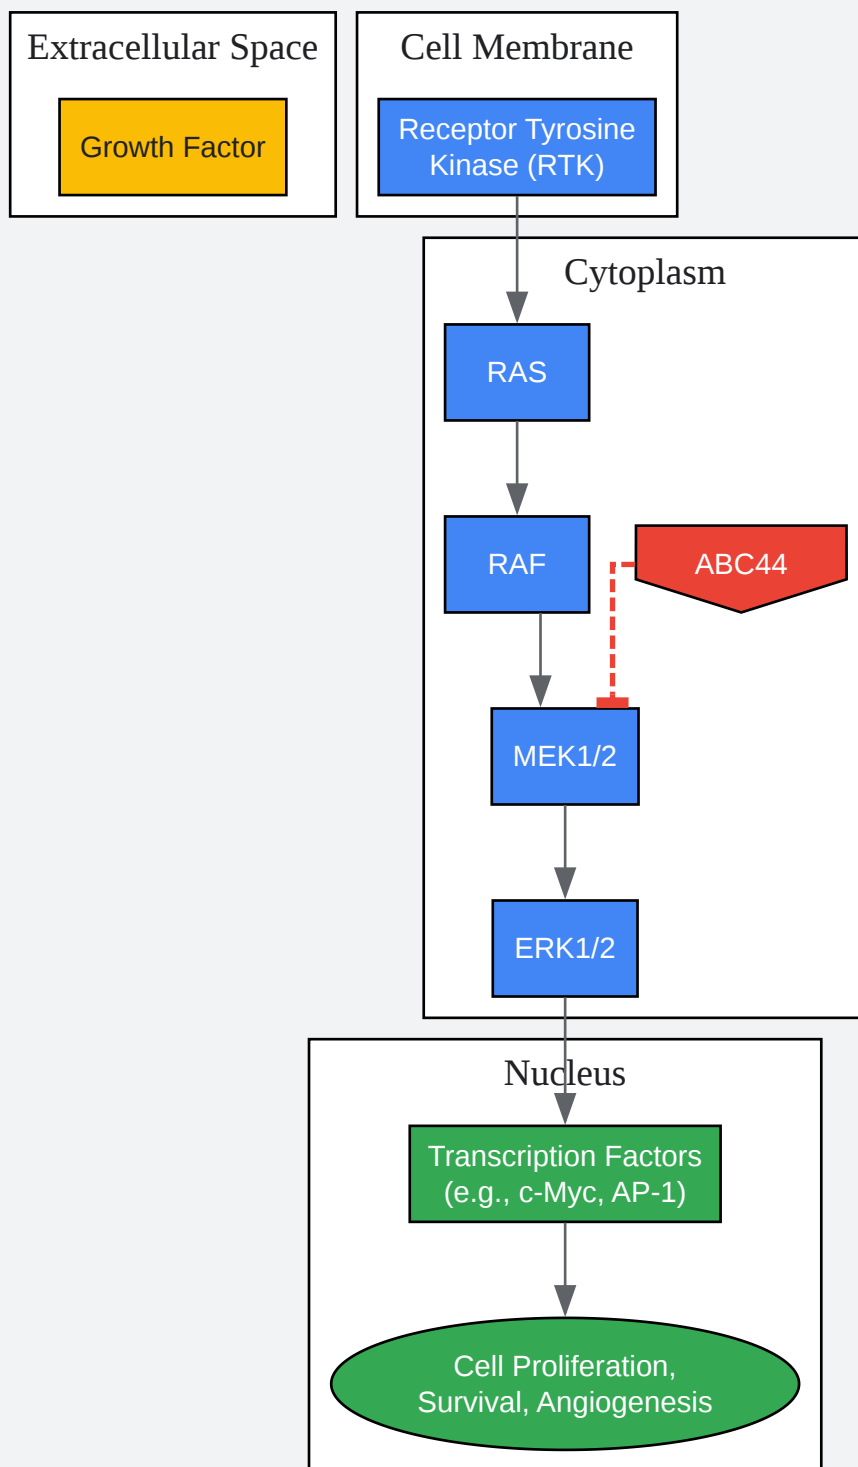 Extracellular Space
Growth Factor
Cell Membrane
Receptor Tyrosine
Kinase (RTK)
Cytoplasm
RAS
RAF
ABC44
MEK1/2
ERK1/2
Nucleus
Transcription Factors
(e.g., c-Myc, AP-1)
Cell Proliferation,
Survival, Angiogenesis